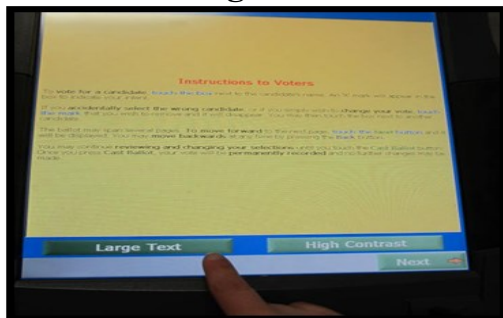 Instructions to Voters
To vote for a candidate, touch the box next to the candidate's name. An 'X' mark will appear in the
box to indicate your intent.
If you accidentally select the wrong candidate, or if you simply wish to change your vote, touch
the mark that you wish to remove and it will disappear. You may then touch the box next to another
candidate.
The ballot may span several pages. To move forward to the next page, touch the Next button and it
will be displayed. You may move backwards at any time by pressing the Back button.
You may continue reviewing and changing your selections until you touch the Cast Ballot button.
Once you press Cast Ballot, your vote will be permanently recorded and no further changes may be
made.
Large Text
High Contrast
Next